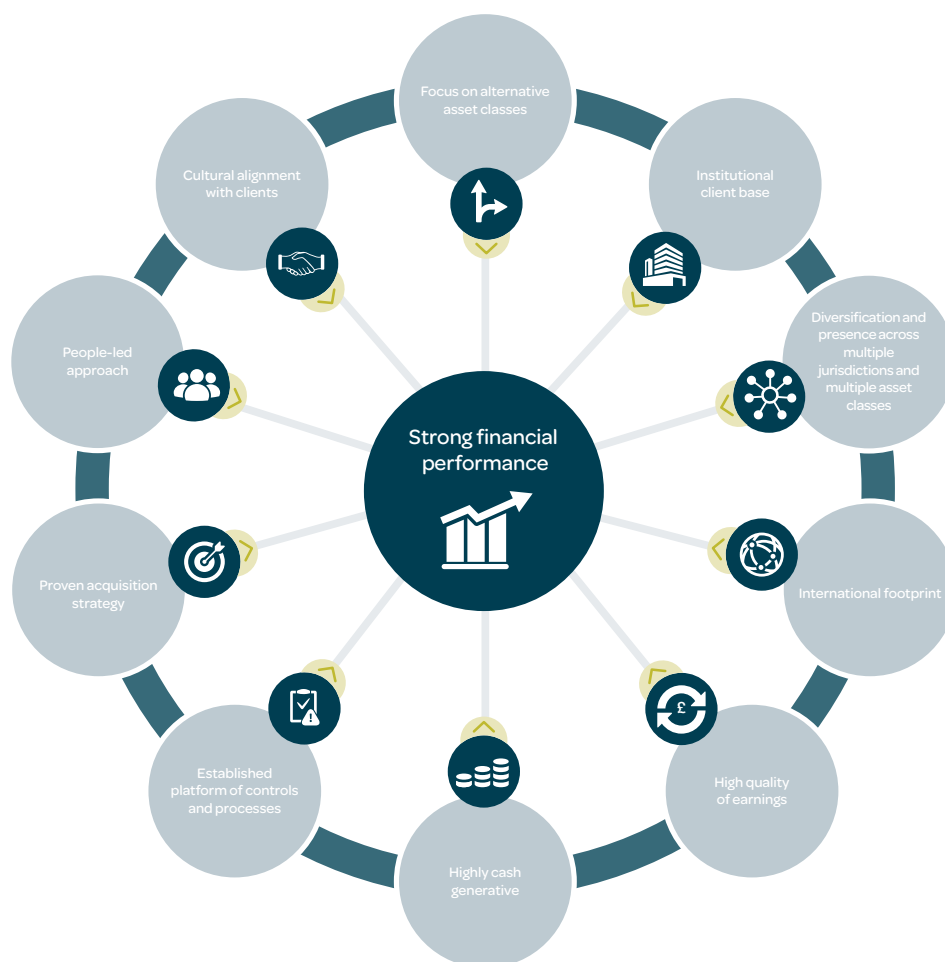 Focus on alternative
asset classes
Institutional
client base
Diversification and
presence across
multiple
jurisdictions and
multiple asset
classes
International footprint
High quality
of earnings
£
Highly cash
generative
Established
platform of controls
and processes
!
Proven acquisition
strategy
People-led
approach
Cultural alignment
with clients
Strong financial
performance